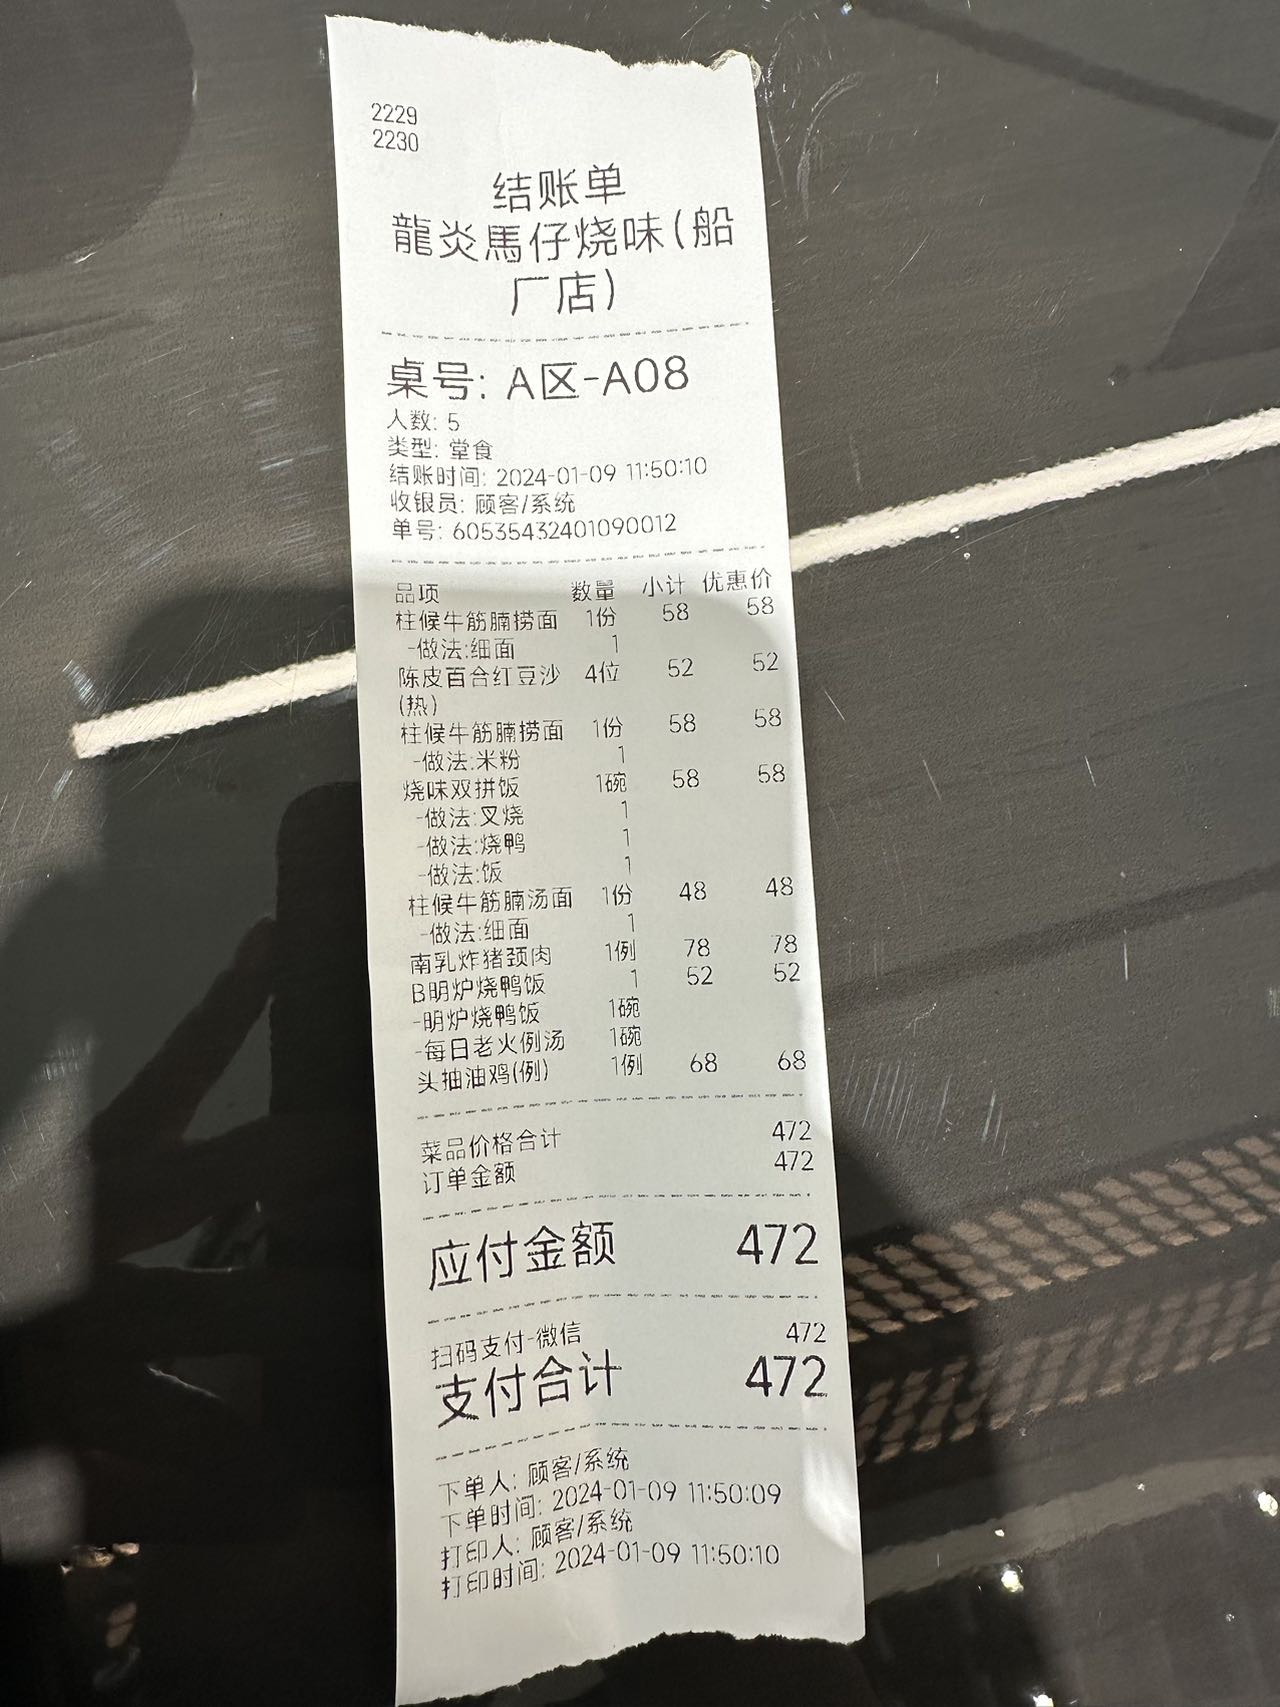 2229
2230
结账单
龍炎馬仔烧味(船
厂店)
桌号: A区-A08
人数: 5
类型: 堂食
结账时间: 2024-01-09 11:50:10
收银员: 顾客/系统
单号: 60535432401090012
品项 数量 小计 优惠价
柱候牛筋腩捞面 1份 58 58
-做法:细面 1
陈皮百合红豆沙 4位 52 52
(热)
柱候牛筋腩捞面 1份 58 58
-做法:米粉 1
烧味双拼饭 1碗 58 58
-做法:叉烧 1
-做法:烧鸭 1
-做法:饭 1
柱候牛筋腩汤面 1份 48 48
-做法:细面 1
南乳炸猪颈肉 1例 78 78
B明炉烧鸭饭 1 52 52
-明炉烧鸭饭 1碗
-每日老火例汤 1碗
头抽油鸡(例) 1例 68 68
菜品价格合计 472
订单金额 472
应付金额 472
扫码支付-微信 472
支付合计 472
下单人: 顾客/系统
下单时间: 2024-01-09 11:50:09
打印人: 顾客/系统
打印时间: 2024-01-09 11:50:10